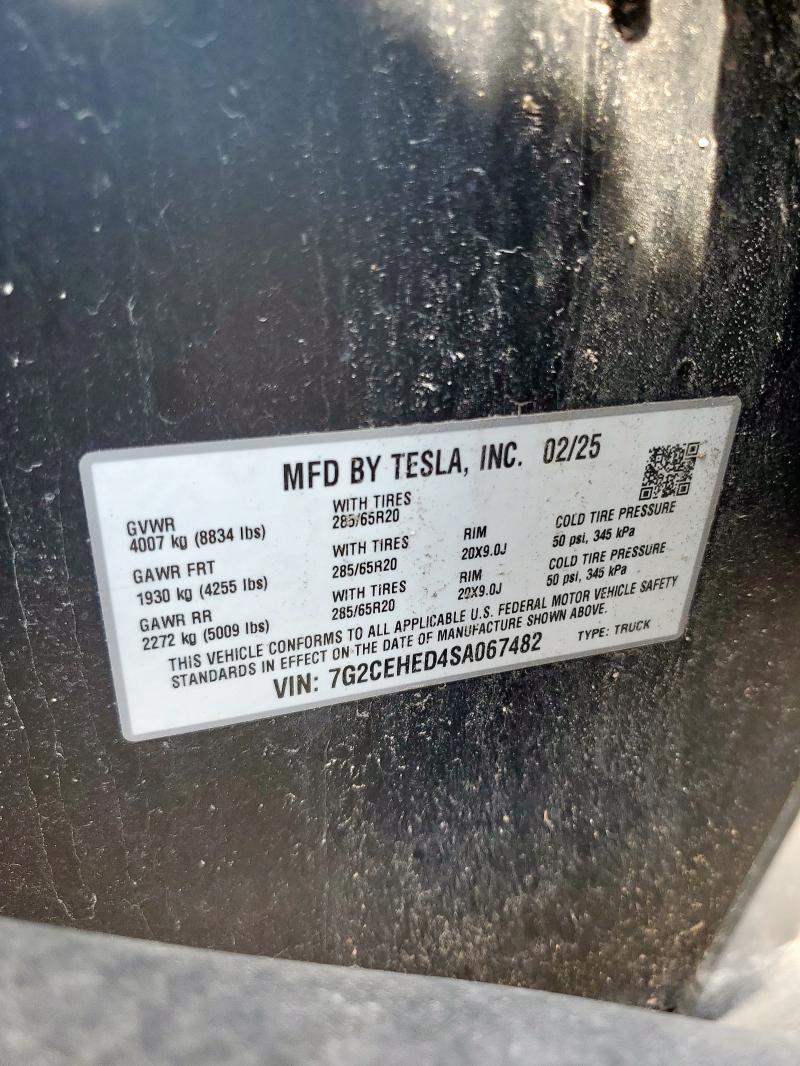 MFD BY TESLA, INC. 02/25
GVWR
4007 kg (8834 lbs)
WITH TIRES
285/65R20
GAWR FRT
1930 kg (4255 lbs)
WITH TIRES
285/65R20
RIM
20X9.0J
COLD TIRE PRESSURE
50 psi, 345 kPa
GAWR RR
2272 kg (5009 lbs)
WITH TIRES
285/65R20
RIM
20X9.0J
COLD TIRE PRESSURE
50 psi, 345 kPa
THIS VEHICLE CONFORMS TO ALL APPLICABLE U.S. FEDERAL MOTOR VEHICLE SAFETY
STANDARDS IN EFFECT ON THE DATE OF MANUFACTURE SHOWN ABOVE.
VIN: 7G2CEHED4SA067482
TYPE: TRUCK